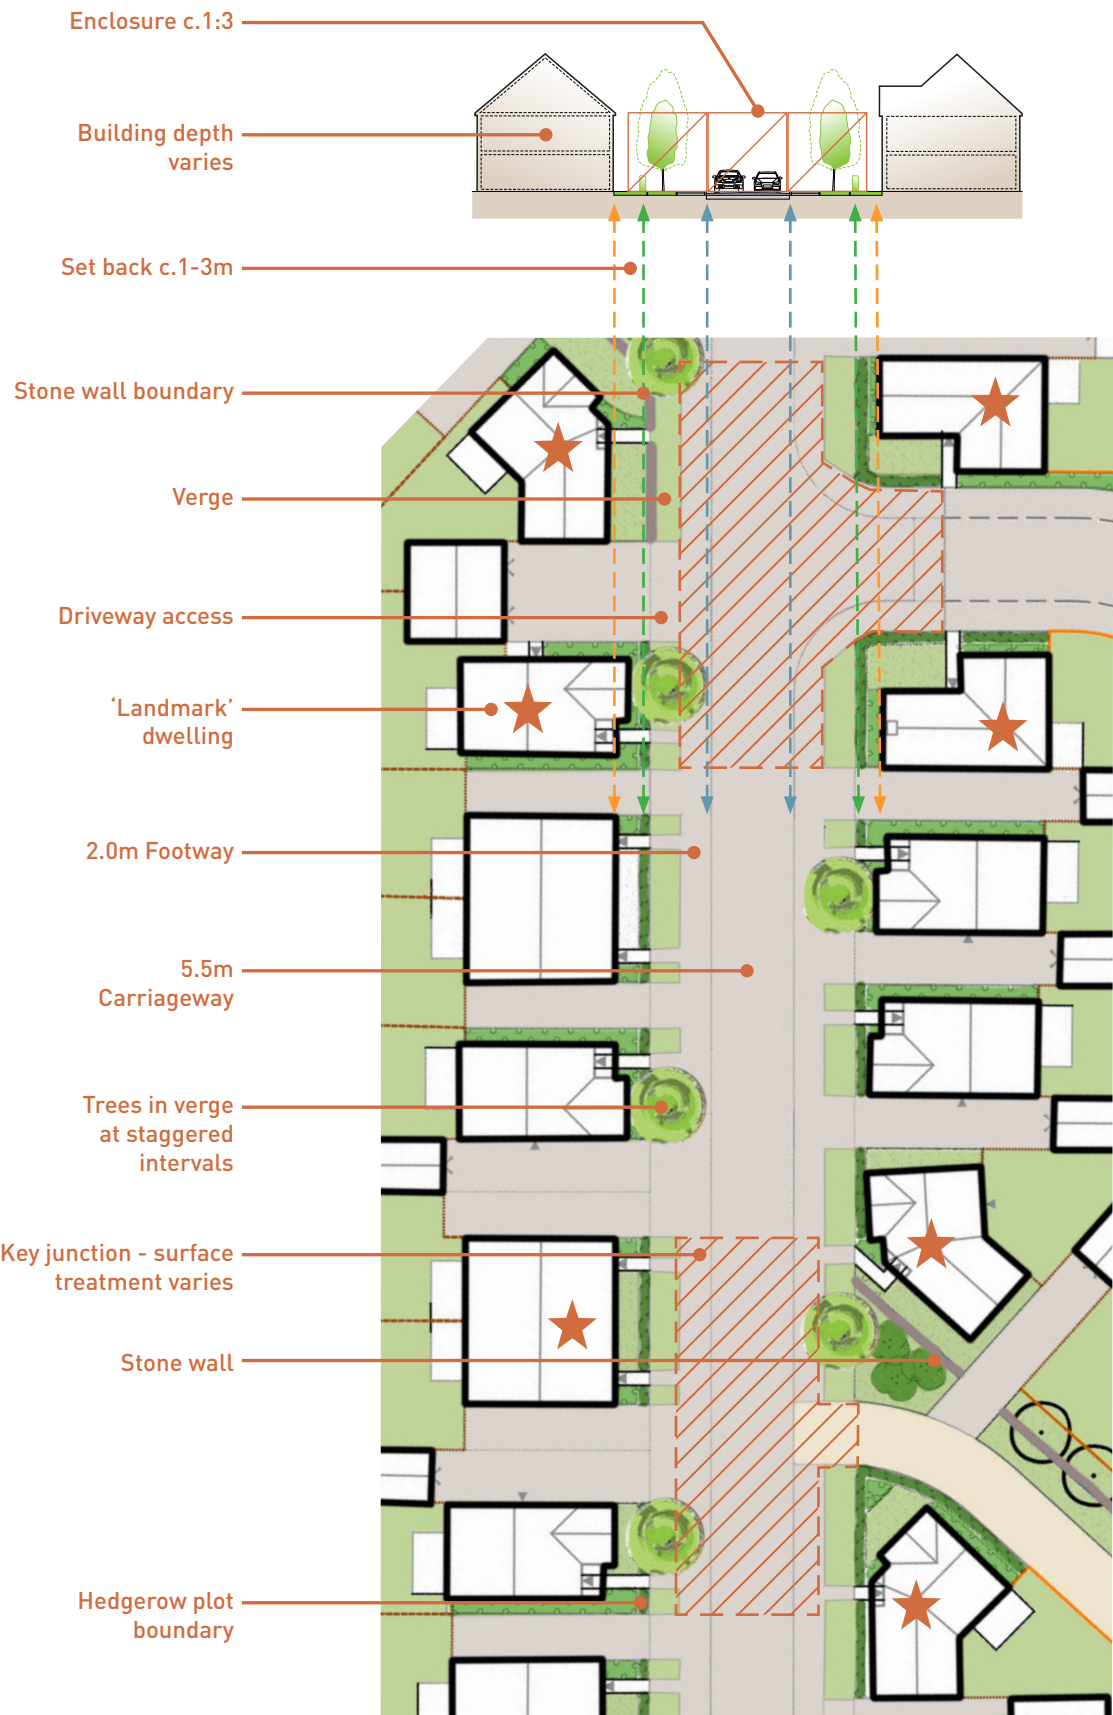 Enclosure c.1:3
Building depth
varies
Set back c.1-3m
Stone wall boundary
Verge
Driveway access
‘Landmark’
dwelling
2.0m Footway
5.5m
Carriageway
Trees in verge
at staggered
intervals
Key junction - surface
treatment varies
Stone wall
Hedgerow plot
boundary